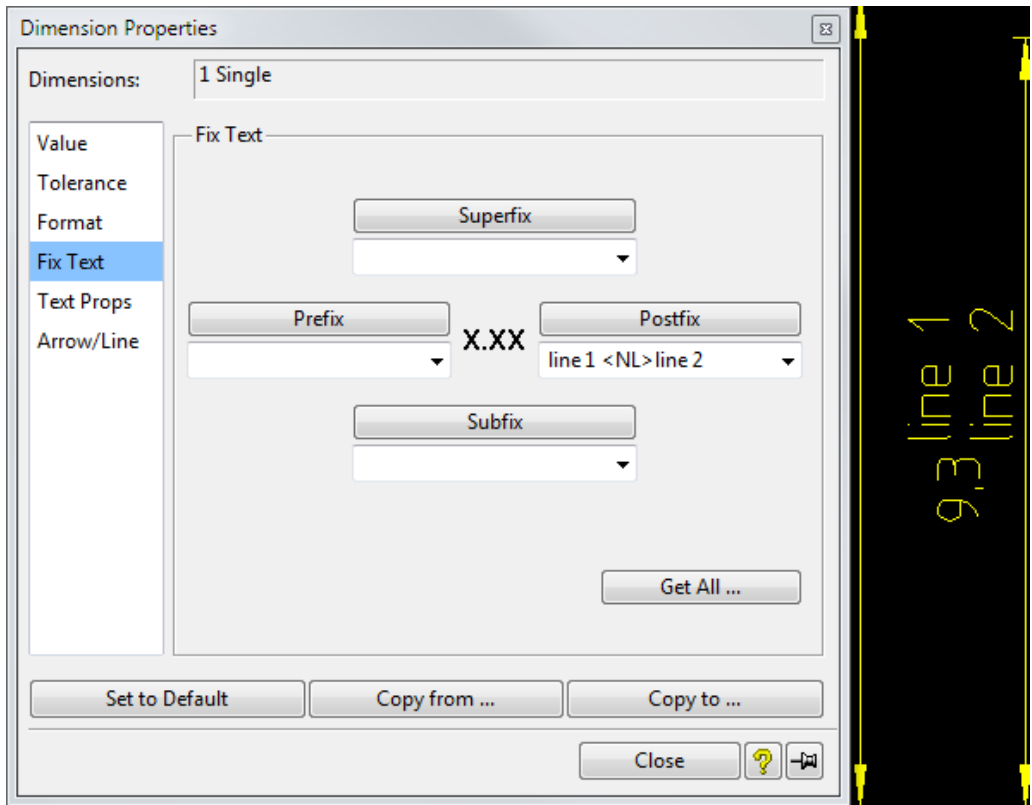 Dimension Properties
Dimensions:
1 Single
Value
Tolerance
Format
Fix Text
Text Props
Arrow/Line
Fix Text
Superfix
Prefix
X.XX
Postfix
line 1 <NL>line 2
Subfix
Get All ...
Set to Default
Copy from ...
Copy to ...
Close
?
9.3 line 1
line 2